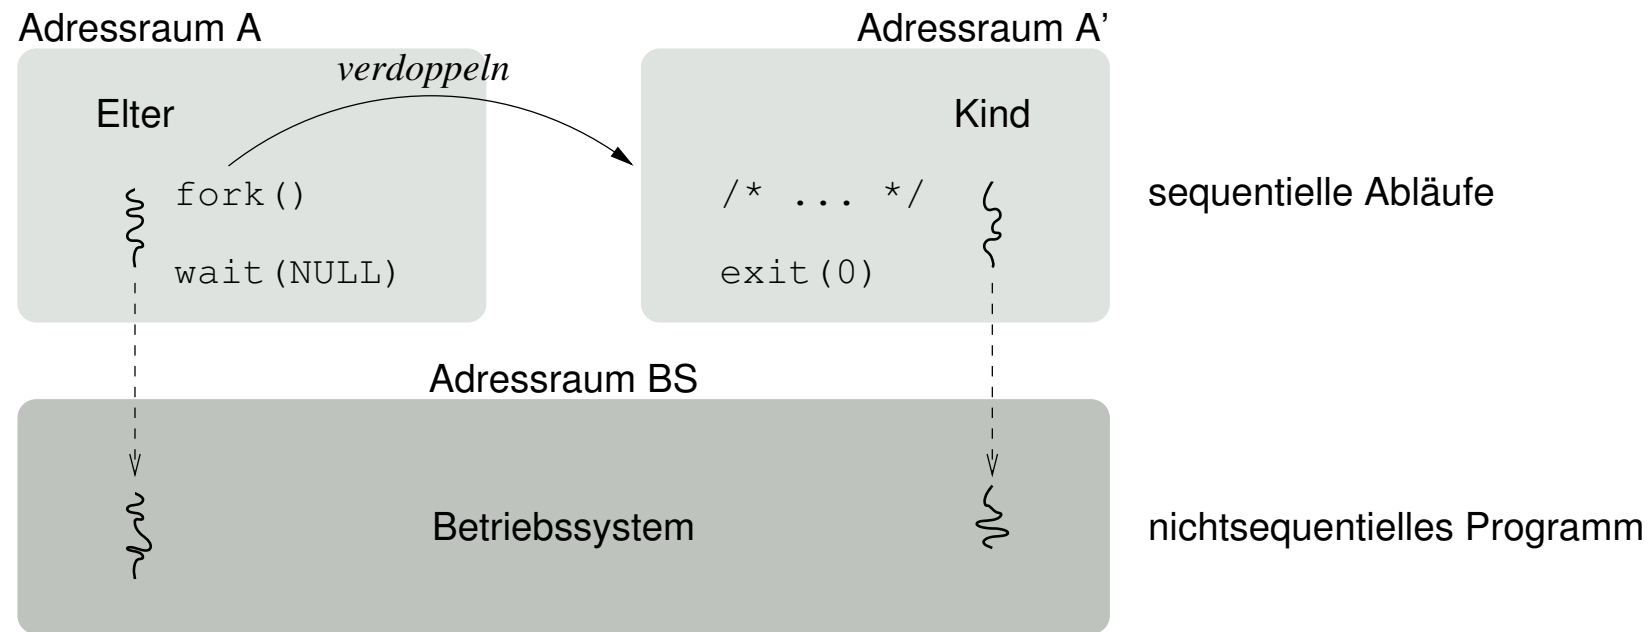 Adressraum A
Adressraum A’
verdoppeln
Elter
Kind
fork()
/* ... */
sequentielle Abläufe
wait(NULL)
exit(0)
Adressraum BS
Betriebssystem
nichtsequentielles Programm